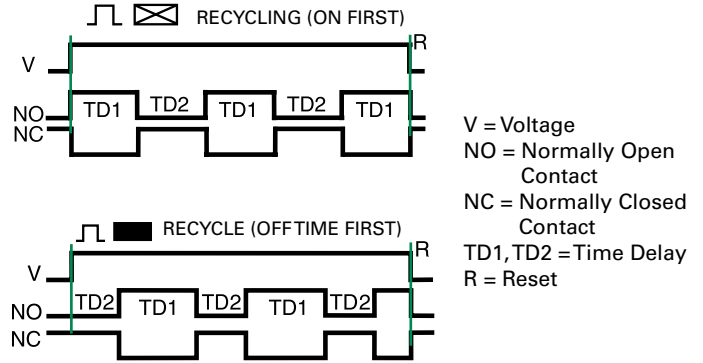 RECYCLING (ON FIRST)
R
V
NO
NC
TD1 TD2 TD1 TD2 TD1
RECYCLE (OFF TIME FIRST)
R
V
NO
NC
TD2 TD1 TD2 TD1 TD2
V = Voltage
NO = Normally Open
Contact
NC = Normally Closed
Contact
TD1, TD2 = Time Delay
R = Reset